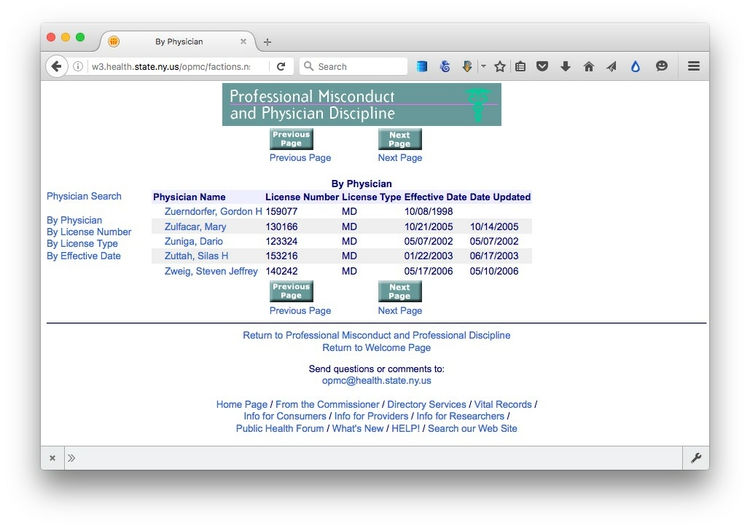 By Physician
w3.health.state.ny.us/opmc/factions.n
Search
Professional Misconduct
and Physician Discipline
Previous Page
Next Page
Previous Page
Next Page
By Physician
Physician Search
By Physician
By License Number
By License Type
By Effective Date
Physician Name License Number License Type Effective Date Date Updated
Zuerndorfer, Gordon H 159077 MD 10/08/1998
Zulfacar, Mary 130166 MD 10/21/2005 10/14/2005
Zuniga, Dario 123324 MD 05/07/2002 05/07/2002
Zuttah, Silas H 153216 MD 01/22/2003 06/17/2003
Zweig, Steven Jeffrey 140242 MD 05/17/2006 05/10/2006
Previous Page
Next Page
Previous Page
Next Page
Return to Professional Misconduct and Professional Discipline
Return to Welcome Page
Send questions or comments to:
opmc@health.state.ny.us
Home Page / From the Commissioner / Directory Services / Vital Records /
Info for Consumers / Info for Providers / Info for Researchers /
Public Health Forum / What's New / HELP! / Search our Web Site